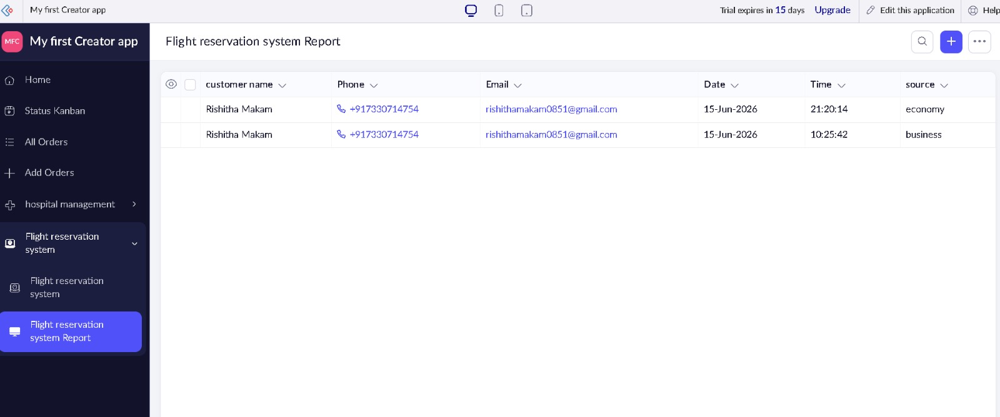 My first Creator app
Trial expires in 15 days Upgrade Edit this application Help
MFC My first Creator app
Flight reservation system Report
Home
Status Kanban
All Orders
Add Orders
hospital management
Flight reservation
system
Flight reservation
system
Flight reservation
system Report
customer name Phone Email Date Time source
Rishitha Makam +917330714754 rishithamakam0851@gmail.com 15-Jun-2026 21:20:14 economy
Rishitha Makam +917330714754 rishithamakam0851@gmail.com 15-Jun-2026 10:25:42 business